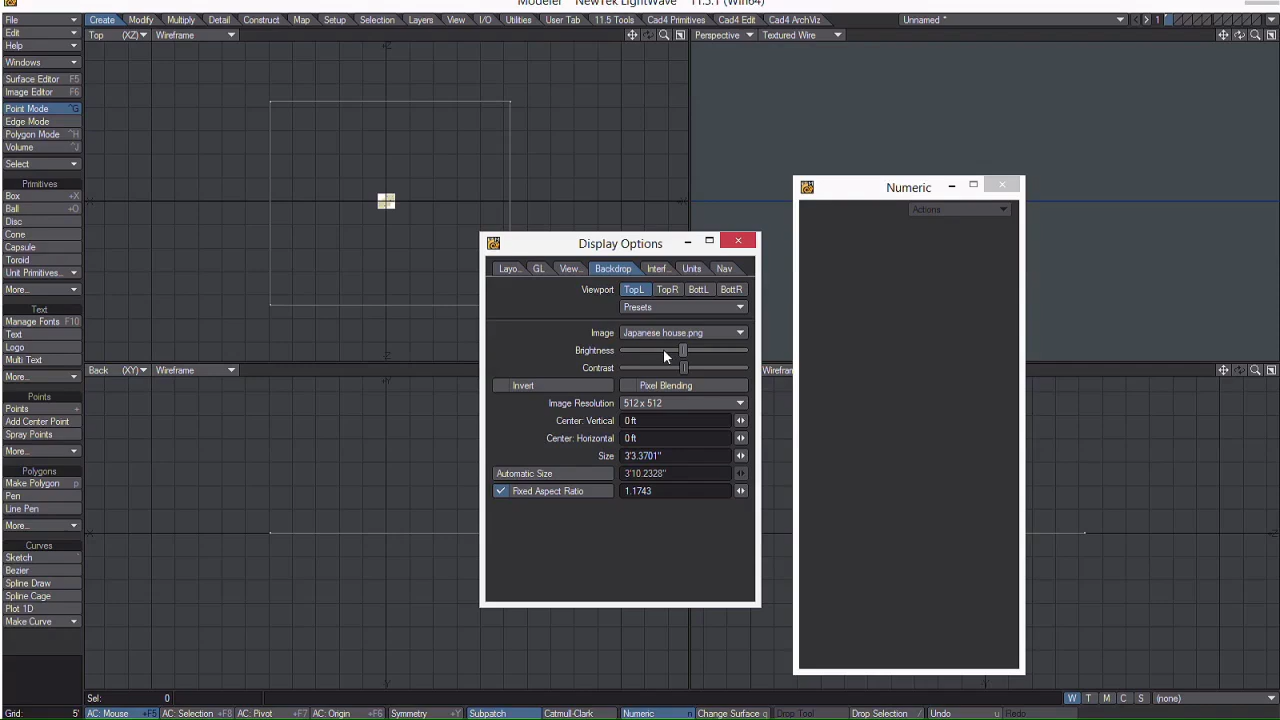 Modeler - NewTek LightWave 11.5.1 (Win64)
File
Create Modify Multiply Detail Construct Map Setup Selection Layers View I/O Utilities User Tab 11.5 Tools Cad4 Primitives Cad4 Edit Cad4 ArchViz
Unnamed *
1
Edit
Help
Windows
Surface Editor F5
Image Editor F6
Point Mode ^G
Edge Mode
Polygon Mode ^H
Volume ^J
Select
Primitives
Box +X
Ball +O
Disc
Cone
Capsule
Toroid
Unit Primitives...
More...
Text
Manage Fonts F10
Text
Logo
Multi Text
More...
Points
Points +
Add Center Point
Spray Points
More...
Polygons
Make Polygon p
Pen
Line Pen
More...
Curves
Sketch
Bezier
Spline Draw
Spline Cage
Plot 1D
Make Curve
Top (XZ) Wireframe
Perspective Textured Wire
Back (XY) Wireframe
Wireframe
Numeric
Actions
Display Options
Layo... GL View... Backdrop Interf... Units Nav
Viewport TopL TopR BottL BottR
Presets
Image Japanese house.png
Brightness
Contrast
Invert Pixel Blending
Image Resolution 512 x 512
Center: Vertical 0 ft
Center: Horizontal 0 ft
Size 3'3.3701"
Automatic Size 3'10.2328"
Fixed Aspect Ratio 1.1743
Sel: 0
W T M C S (none)
Grid: 5'
AC: Mouse +F5 AC: Selection +F8 AC: Pivot +F7 AC: Origin +F6 Symmetry +Y Subpatch Catmull-Clark Numeric n Change Surface q Drop Tool Drop Selection / Undo u Redo